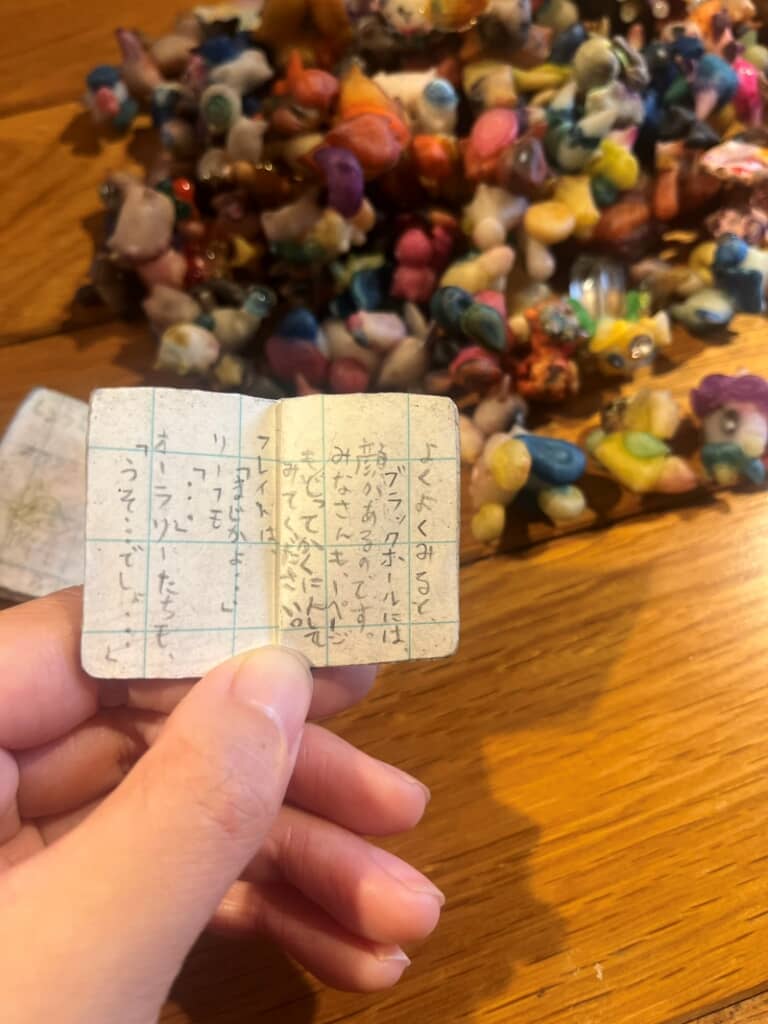 よくよくみると、
ブラックホールには、
顔があるのです。
みなさんも、1ページ
もどってかくにんして
みてください。
フレイトは、
「まじかよ…」
リーフも
「…。」
オーラリーたちも、
「うそ…でしょ…。」